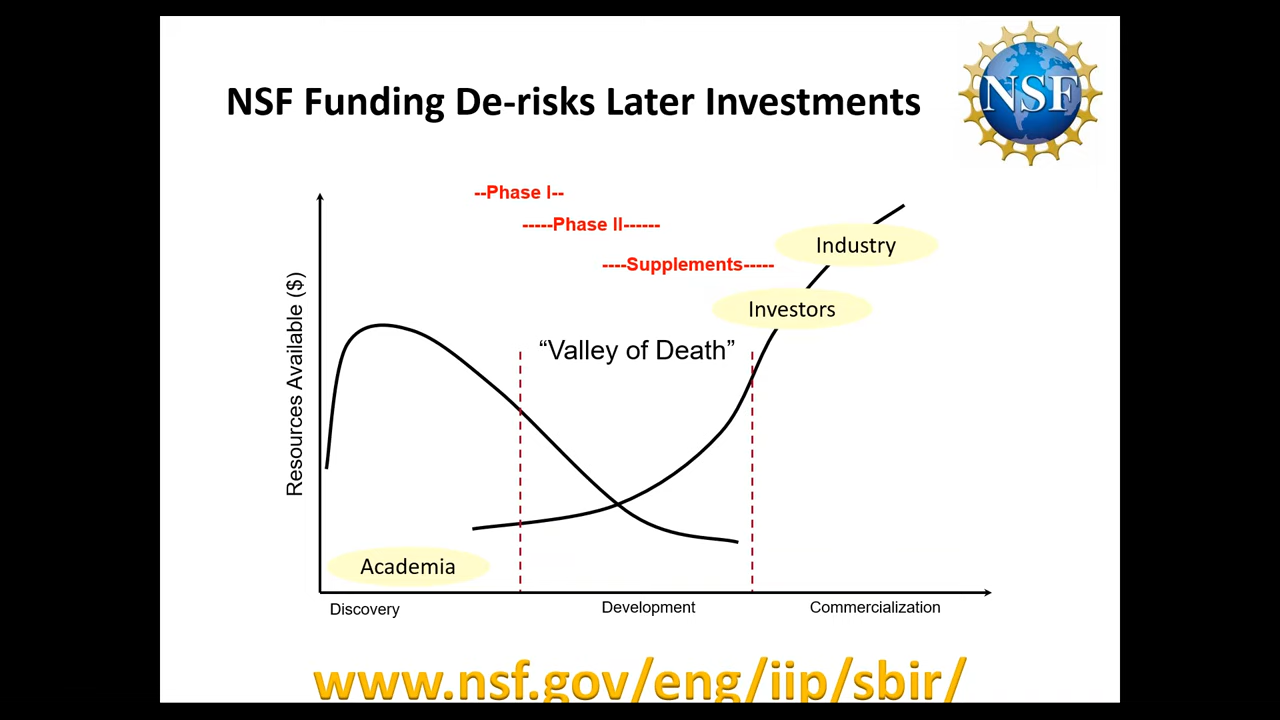 NSF Funding De-risks Later Investments
NSF
--Phase I--
-----Phase II------
----Supplements-----
Industry
Investors
“Valley of Death”
Resources Available ($)
Academia
Discovery
Development
Commercialization
www.nsf.gov/eng/iip/sbir/